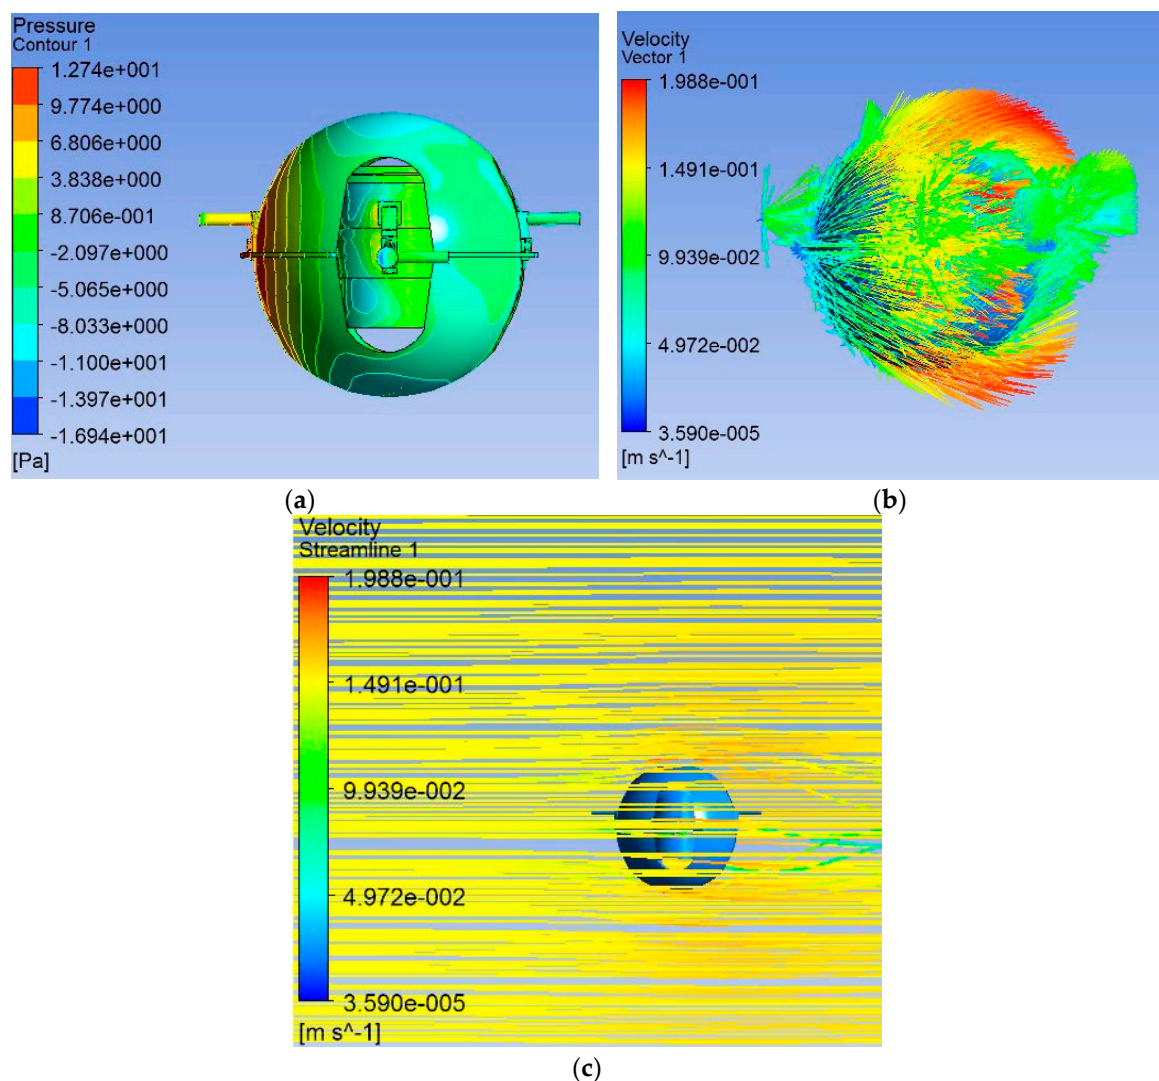 Pressure
Contour 1
1.274e+001
9.774e+000
6.806e+000
3.838e+000
8.706e-001
-2.097e+000
-5.065e+000
-8.033e+000
-1.100e+001
-1.397e+001
-1.694e+001
[Pa]
(a)
Velocity
Vector 1
1.988e-001
1.491e-001
9.939e-002
4.972e-002
3.590e-005
[m s^-1]
(b)
Velocity
Streamline 1
1.988e-001
1.491e-001
9.939e-002
4.972e-002
3.590e-005
[m s^-1]
(c)